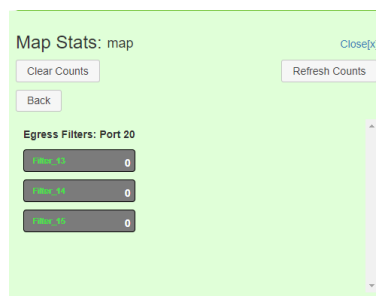 Map Stats: map
Close[x
Clear Counts
Refresh Counts
Back
Egress Filters: Port 20
Filter_13 0
Filter_14 0
Filter_15 0